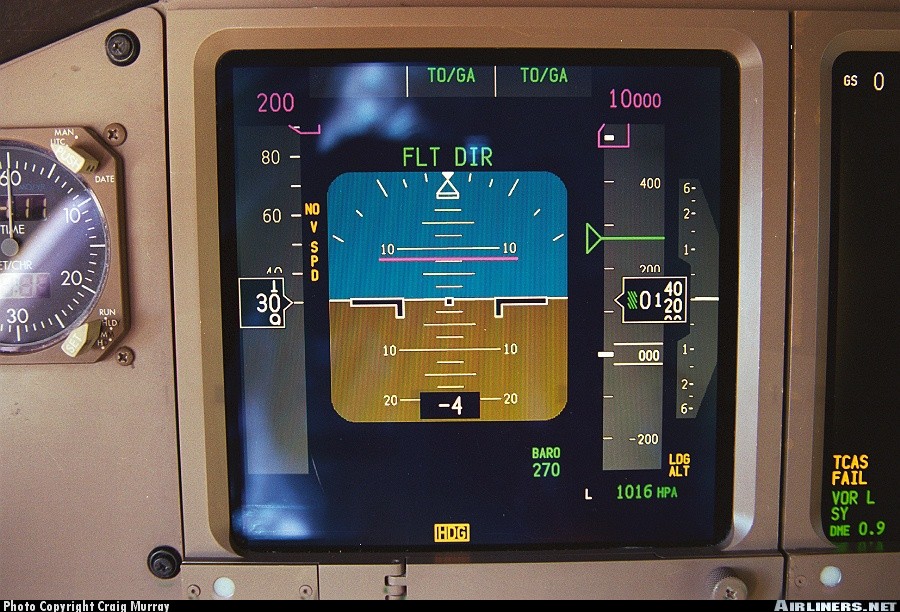 TO/GA TO/GA
200
10000
GS 0
FLT DIR
MAN
UTC
DATE
60
10
TIME
ET/CHR
20
30
RUN
HLD
80
60
40
30
NO
V
S
P
D
10 10
10 10
20 20
-4
400
200
01
40
20
000
-200
6-
2-
1-
1-
2-
6-
BARO
270
LDG
ALT
L 1016 HPA
HDG
TCAS
FAIL
VOR L
SY
DME 0.9
Photo Copyright Craig Murray
AIRLINERS.NET